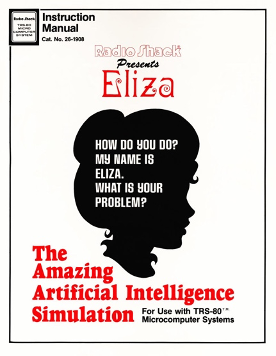 Radio Shack
TRS-80
MICRO
COMPUTER
SYSTEM
Instruction
Manual
Cat. No. 26-1908
Radio Shack
Presents
Eliza
HOW DO YOU DO?
MY NAME IS
ELIZA.
WHAT IS YOUR
PROBLEM?
The
Amazing
Artificial Intelligence
Simulation
For Use with TRS-80™
Microcomputer Systems